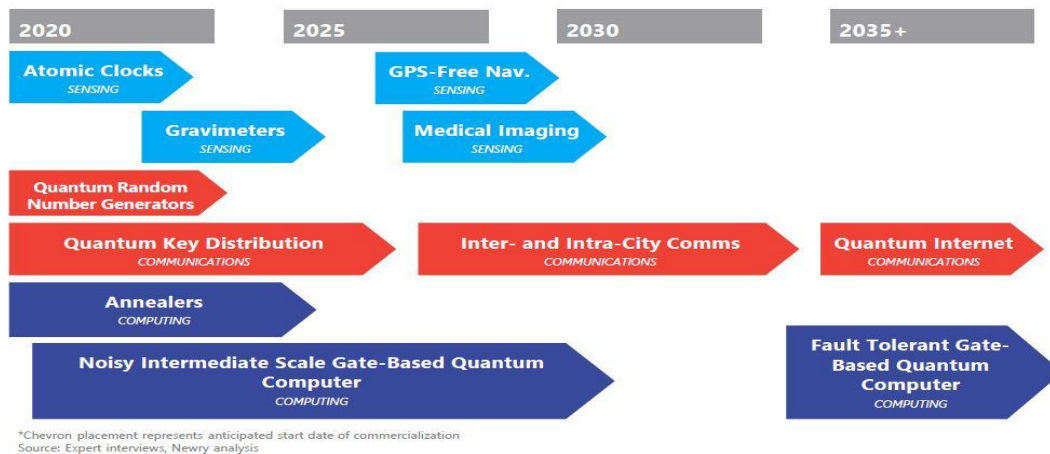 2020
2025
2030
2035+
Atomic Clocks
SENSING
GPS-Free Nav.
SENSING
Gravimeters
SENSING
Medical Imaging
SENSING
Quantum Random
Number Generators
Quantum Key Distribution
COMMUNICATIONS
Inter- and Intra-City Comms
COMMUNICATIONS
Quantum Internet
COMMUNICATIONS
Annealers
COMPUTING
Noisy Intermediate Scale Gate-Based Quantum
Computer
COMPUTING
Fault Tolerant Gate-
Based Quantum
Computer
COMPUTING
*Chevron placement represents anticipated start date of commercialization
Source: Expert interviews, Newry analysis